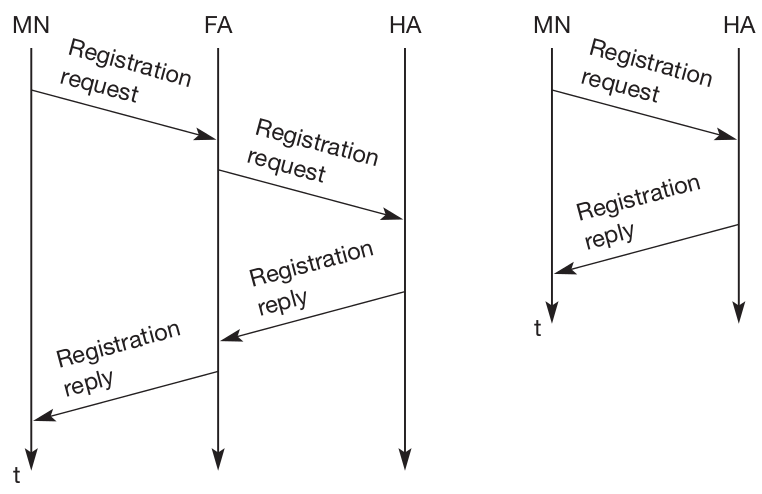 MN FA HA
Registration
request
Registration
request
Registration
reply
Registration
reply
t
MN HA
Registration
request
Registration
reply
t